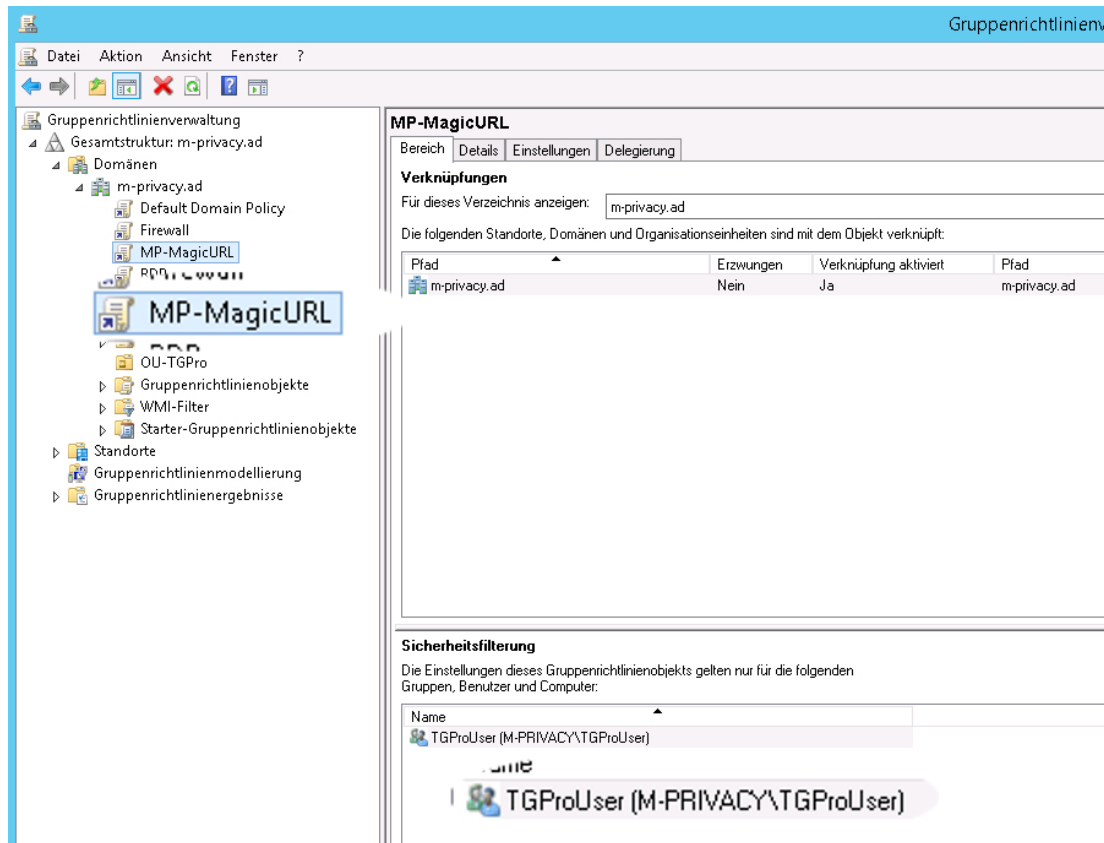 Gruppenrichtlinienv
Datei Aktion Ansicht Fenster ?
Gruppenrichtlinienverwaltung
Gesamtstruktur: m-privacy.ad
Domänen
m-privacy.ad
Default Domain Policy
Firewall
MP-MagicURL
MP-MagicURL
OU-TGPro
Gruppenrichtlinienobjekte
WMI-Filter
Starter-Gruppenrichtlinienobjekte
Standorte
Gruppenrichtlinienmodellierung
Gruppenrichtlinienergebnisse
MP-MagicURL
Bereich Details Einstellungen Delegierung
Verknüpfungen
Für dieses Verzeichnis anzeigen: m-privacy.ad
Die folgenden Standorte, Domänen und Organisationseinheiten sind mit dem Objekt verknüpft:
Pfad Erzwungen Verknüpfung aktiviert Pfad
m-privacy.ad Nein Ja m-privacy.ad
Sicherheitsfilterung
Die Einstellungen dieses Gruppenrichtlinienobjekts gelten nur für die folgenden
Gruppen, Benutzer und Computer:
Name
TGProUser (M-PRIVACY\TGProUser)
TGProUser (M-PRIVACY\TGProUser)